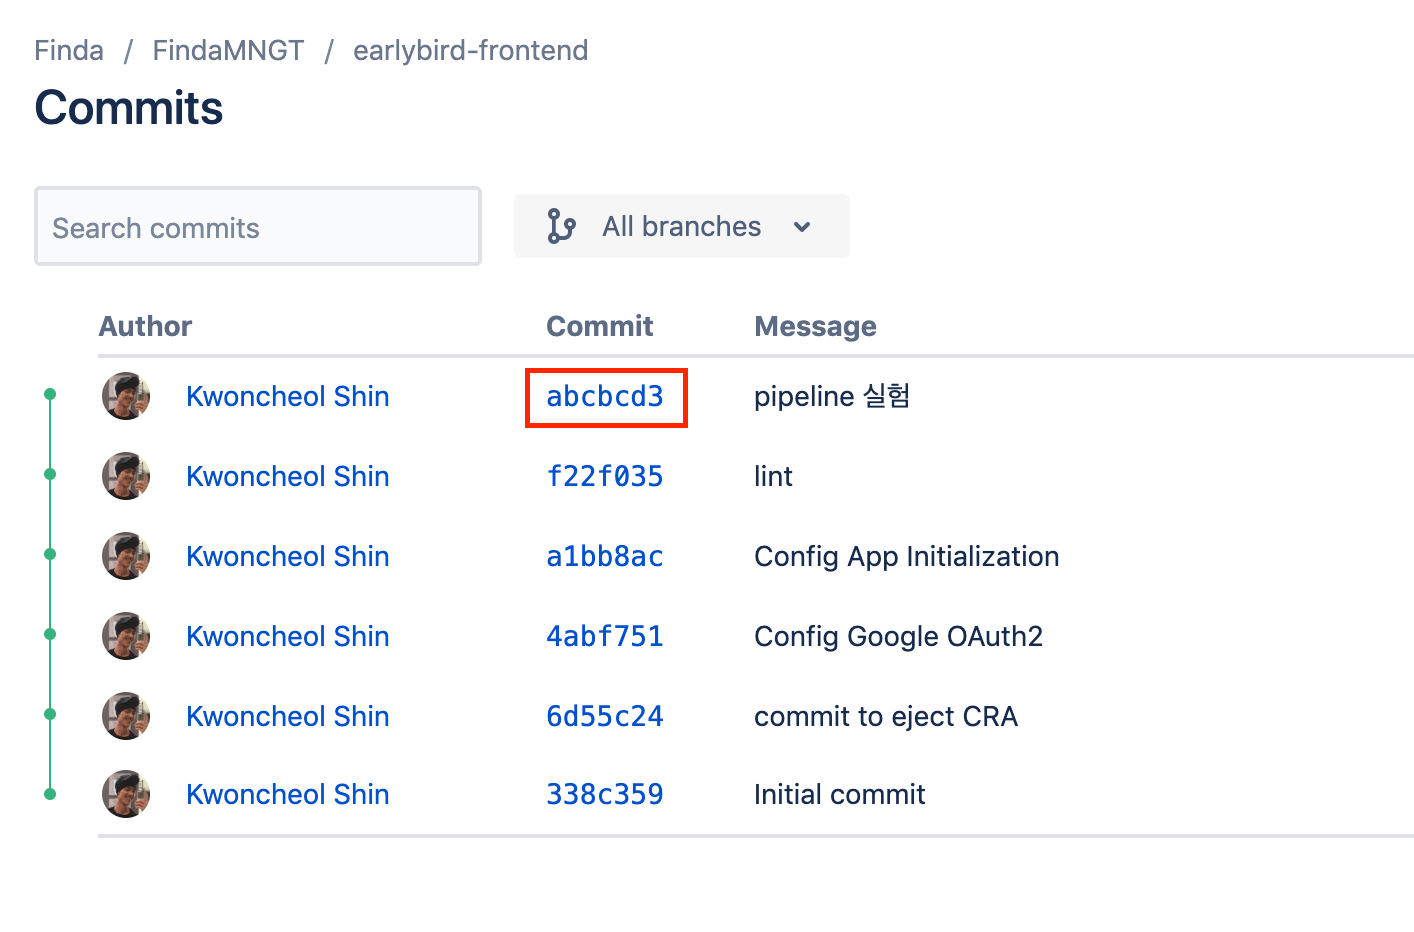 Finda / FindaMNGT / earlybird-frontend
Commits
Search commits
All branches
Author Commit Message
Kwoncheol Shin abcbcd3 pipeline 실험
Kwoncheol Shin f22f035 lint
Kwoncheol Shin a1bb8ac Config App Initialization
Kwoncheol Shin 4abf751 Config Google OAuth2
Kwoncheol Shin 6d55c24 commit to eject CRA
Kwoncheol Shin 338c359 Initial commit